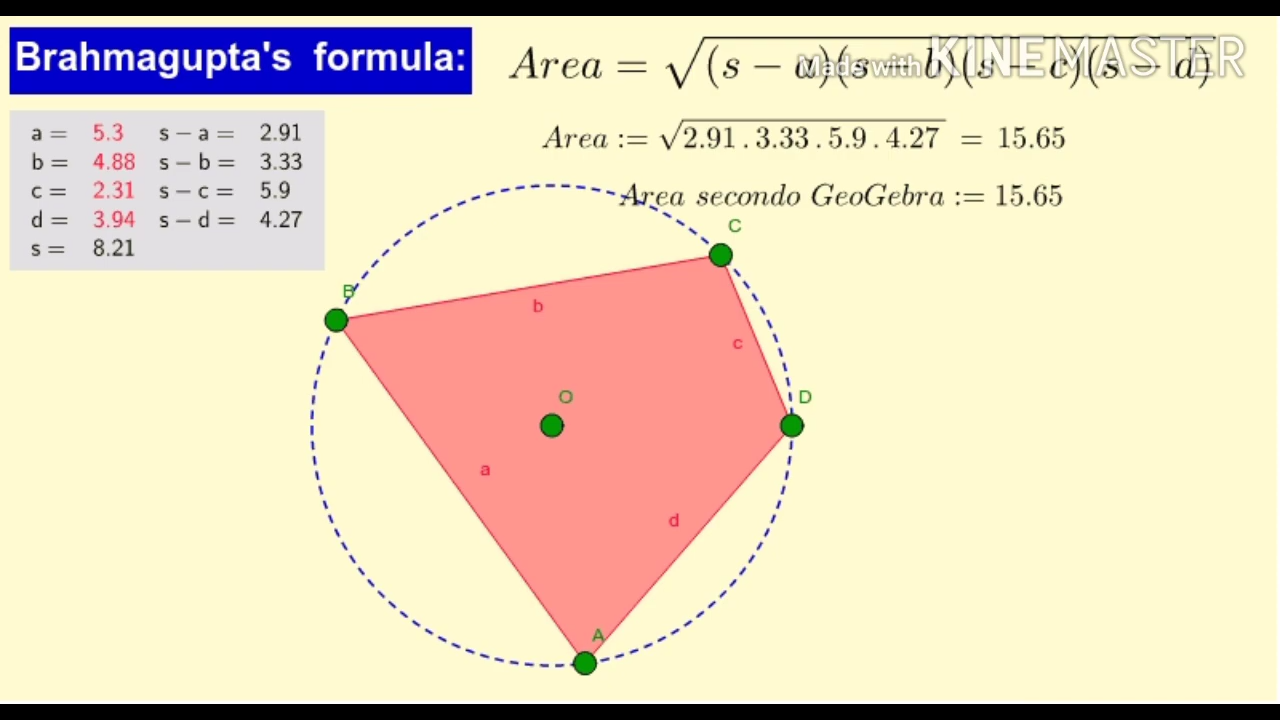 Brahmagupta's formula:
Area = √(s − a)(s − b)(s − c)(s − d)
Made with KINEMASTER
a = 5.3 s − a = 2.91
b = 4.88 s − b = 3.33
c = 2.31 s − c = 5.9
d = 3.94 s − d = 4.27
s = 8.21
Area := √2.91 . 3.33 . 5.9 . 4.27 = 15.65
Area secondo GeoGebra := 15.65
C
B
b
c
O
D
a
d
A